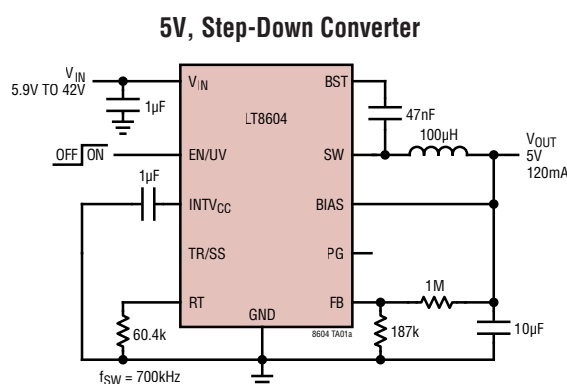 5V, Step-Down Converter
VIN
5.9V TO 42V
1µF
VIN
BST
LT8604
47nF
100µH
VOUT
5V
120mA
OFF ON
EN/UV
SW
1µF
INTVCC
BIAS
TR/SS
PG
1M
RT
GND
FB
60.4k
8604 TA01a
187k
10µF
fSW = 700kHz